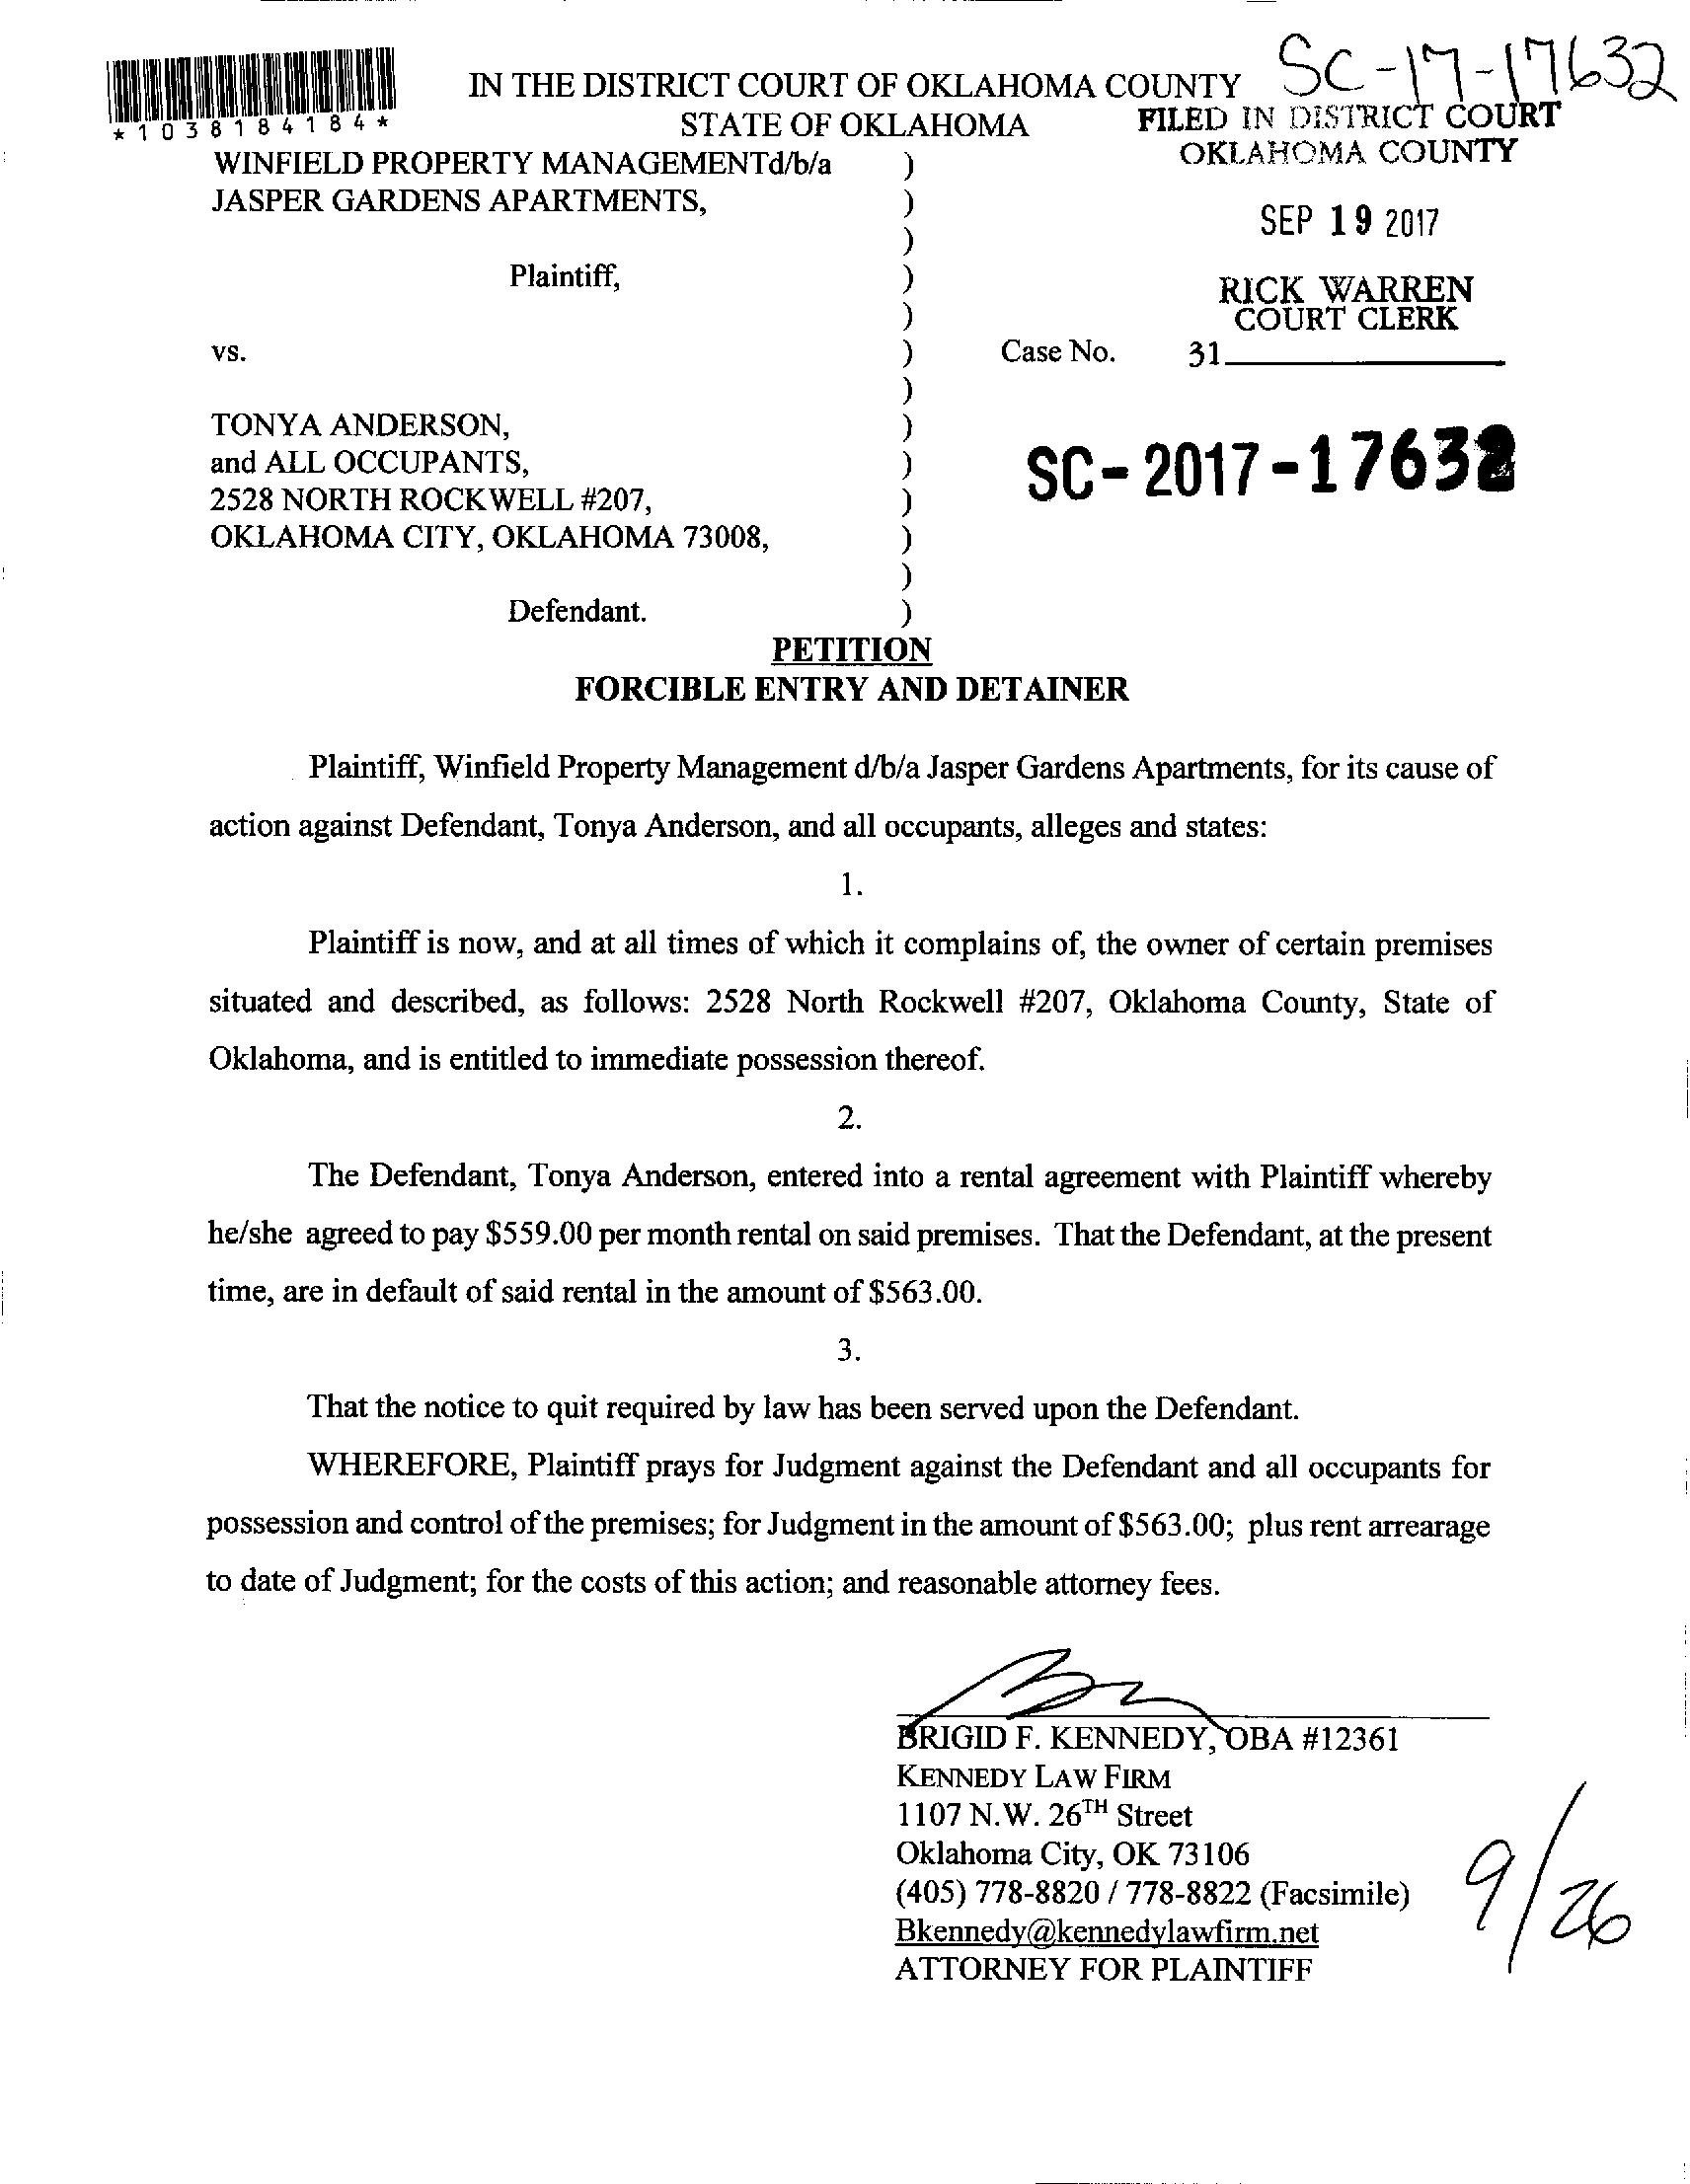 SC-17-17632
*1038184184*
IN THE DISTRICT COURT OF OKLAHOMA COUNTY
STATE OF OKLAHOMA
FILED IN DISTRICT COURT
OKLAHOMA COUNTY
WINFIELD PROPERTY MANAGEMENTd/b/a )
JASPER GARDENS APARTMENTS, )
)
SEP 19 2017
Plaintiff, )
RICK WARREN
COURT CLERK
)
vs. ) Case No. 31
)
TONYA ANDERSON, )
and ALL OCCUPANTS, )
SC-2017-17632
2528 NORTH ROCKWELL #207, )
OKLAHOMA CITY, OKLAHOMA 73008, )
)
Defendant. )
PETITION
FORCIBLE ENTRY AND DETAINER
Plaintiff, Winfield Property Management d/b/a Jasper Gardens Apartments, for its cause of
action against Defendant, Tonya Anderson, and all occupants, alleges and states:
1.
Plaintiff is now, and at all times of which it complains of, the owner of certain premises
situated and described, as follows: 2528 North Rockwell #207, Oklahoma County, State of
Oklahoma, and is entitled to immediate possession thereof.
2.
The Defendant, Tonya Anderson, entered into a rental agreement with Plaintiff whereby
he/she agreed to pay $559.00 per month rental on said premises. That the Defendant, at the present
time, are in default of said rental in the amount of $563.00.
3.
That the notice to quit required by law has been served upon the Defendant.
WHEREFORE, Plaintiff prays for Judgment against the Defendant and all occupants for
possession and control of the premises; for Judgment in the amount of $563.00; plus rent arrearage
to date of Judgment; for the costs of this action; and reasonable attorney fees.
BRIGID F. KENNEDY, OBA #12361
KENNEDY LAW FIRM
1107 N.W. 26TH Street
Oklahoma City, OK 73106
(405) 778-8820 / 778-8822 (Facsimile)
Bkennedy@kennedylawfirm.net
ATTORNEY FOR PLAINTIFF
9/26